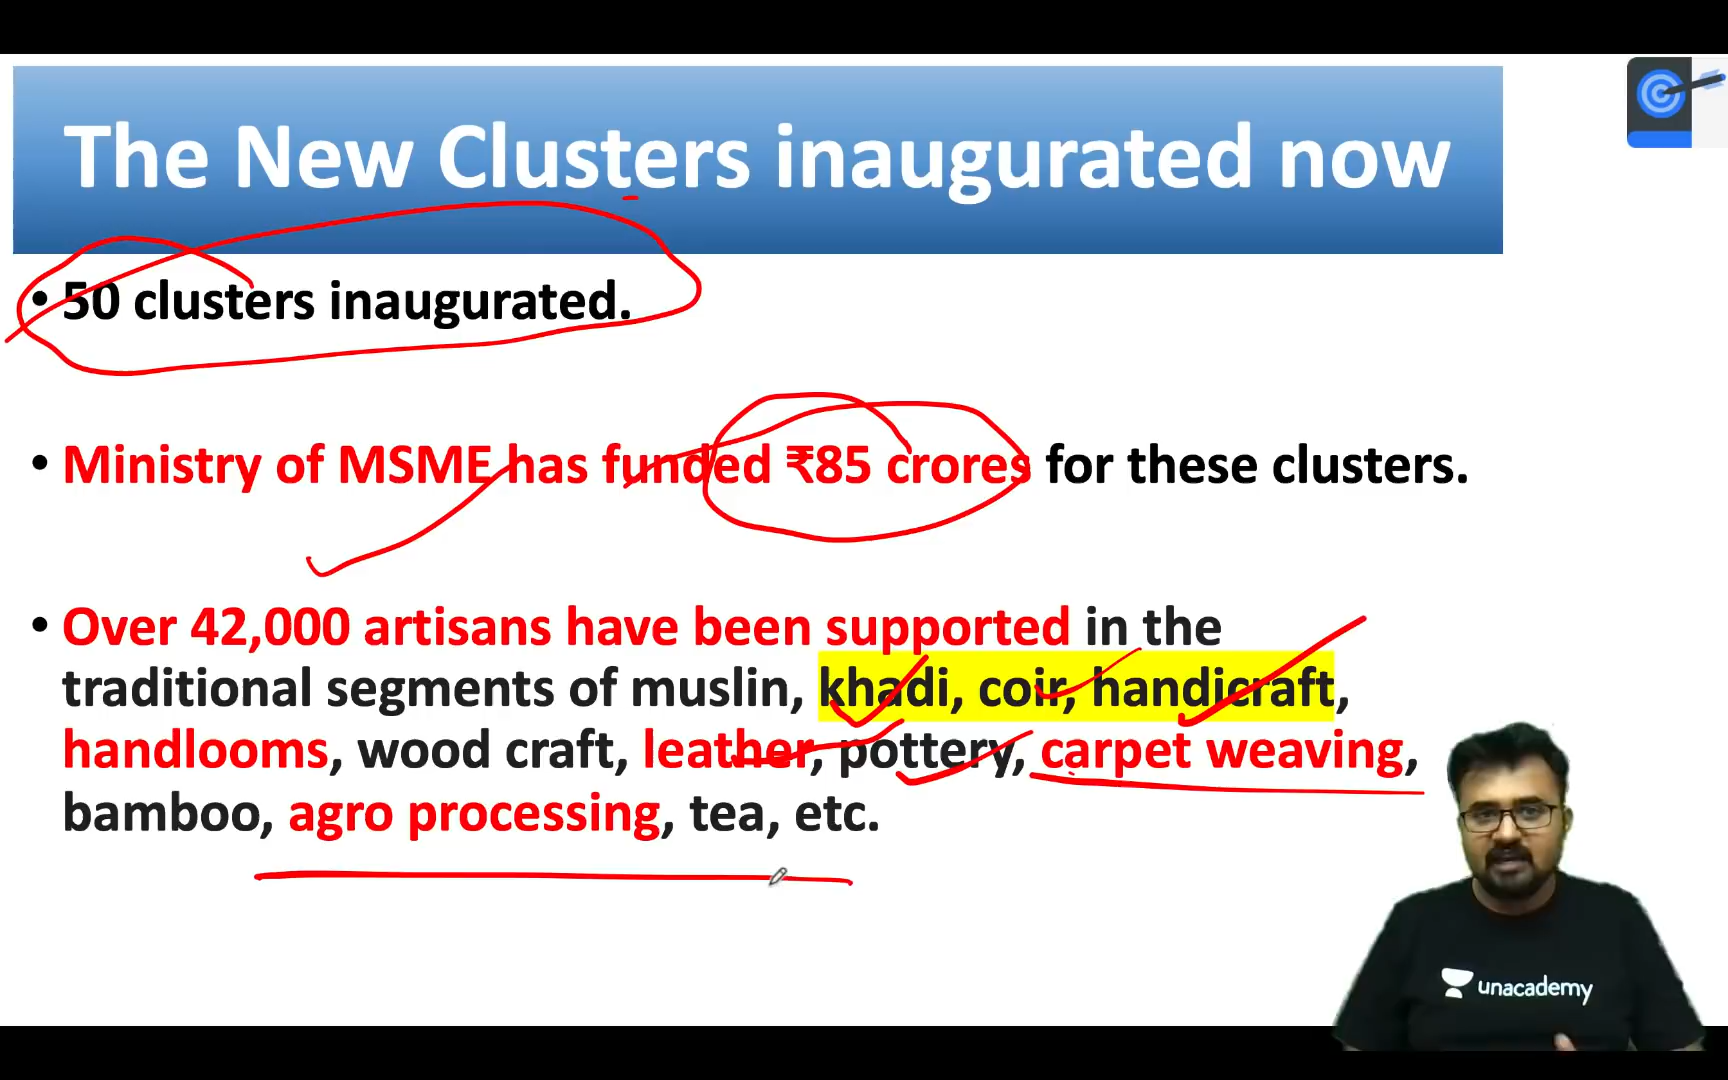 The New Clusters inaugurated now
• 50 clusters inaugurated.
• Ministry of MSME has funded ₹85 crores for these clusters.
• Over 42,000 artisans have been supported in the
traditional segments of muslin, khadi, coir, handicraft,
handlooms, wood craft, leather, pottery, carpet weaving,
bamboo, agro processing, tea, etc.
unacademy